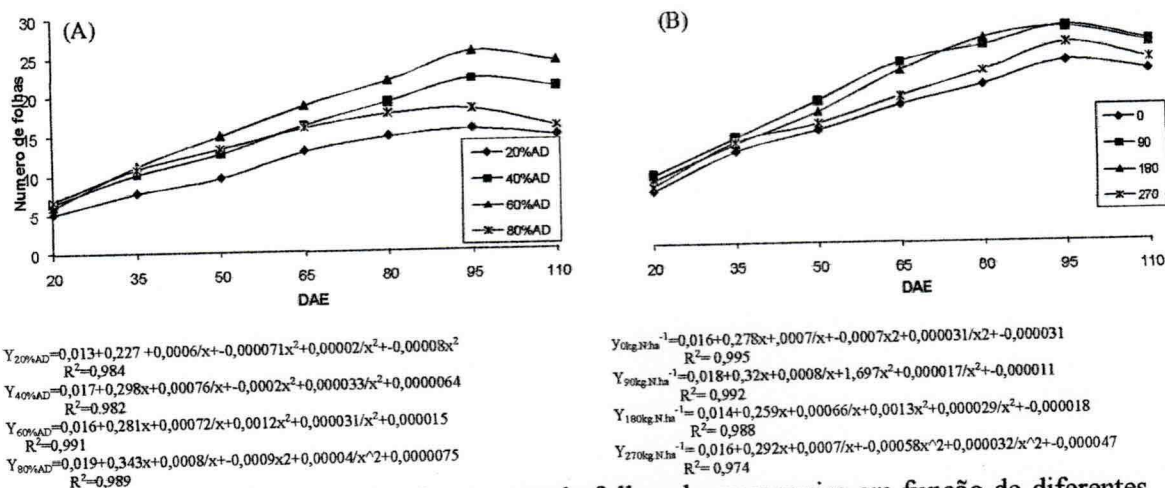 (A)
30
25
20
15
10
5
0
Numero de folhas
20 35 50 65 80 95 110
DAE
20%AD
40%AD
60%AD
80%AD
(B)
20 35 50 65 80 95 110
DAE
0
90
180
270
Y20%AD=0,013+0,227 +0,0006/x+-0,000071x²+0,00002/x²+-0,00008x²
R²=0,984
Y40%AD=0,017+0,298x+0,00076/x+-0,0002x²+0,000033/x²+0,0000064
R²=0.982
Y60%AD=0,016+0,281x+0,00072/x+0,0012x²+0,000031/x²+0,000015
R²=0,991
Y80%AD=0,019+0,343x+0,0008/x+-0,0009x2+0,00004/x^2+0,0000075
R²=0,989
y0kg.N.ha⁻¹=0,016+0,278x+,0007/x+-0,0007x2+0,000031/x2+-0,000031
R²= 0,995
Y90kg.N.ha⁻¹=0,018+0,32x+0,0008/x+1,697x²+0,000017/x²+-0,000011
R²= 0,992
Y180kg.N.ha⁻¹= 0,014+0,259x+0,00066/x+0,0013x²+0,000029/x²+-0,000018
R²= 0,988
Y270kg.N.ha⁻¹= 0,016+0,292x+0,0007/x+-0,00058x^2+0,000032/x^2+-0,000047
R²= 0,974
em função de diferentes